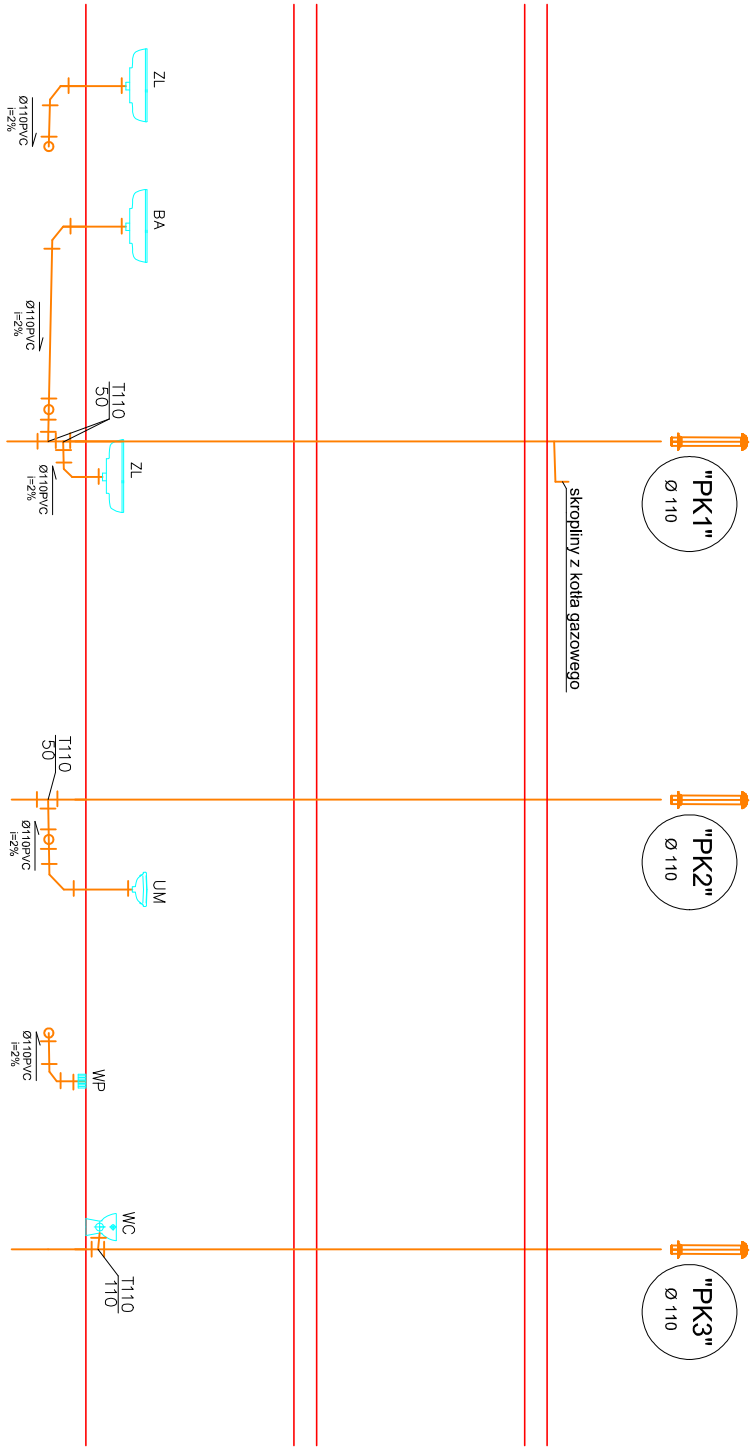 "PK1"
Ø 110
"PK2"
Ø 110
"PK3"
Ø 110
skropliny z kotła gazowego
ZL
Ø110PVC
i=2%
BA
Ø110PVC
i=2%
T110
50
ZL
Ø110PVC
i=2%
T110
50
UM
Ø110PVC
i=2%
WP
Ø110PVC
i=2%
WC
T110
110